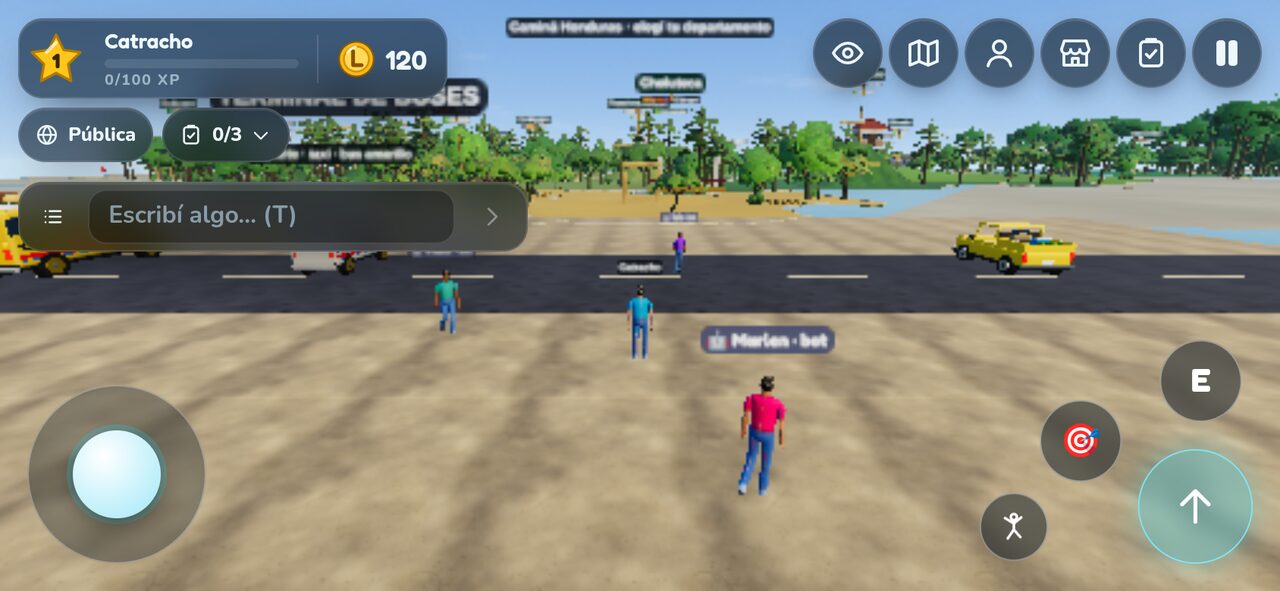 Catracho
1
0/100 XP
L 120
Caminá Honduras · elegí tu departamento
Choluteca
TERMINAL DE BUSES
Pública
0/3
Escribí algo... (T)
Catracho
Marlen · bot
E